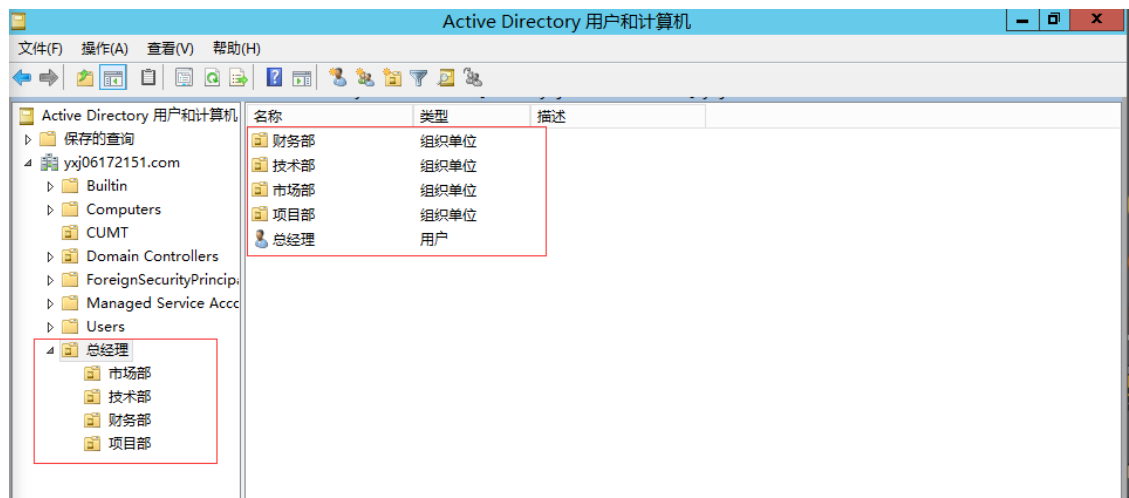 Active Directory 用户和计算机
文件(F) 操作(A) 查看(V) 帮助(H)
Active Directory 用户和计算机
保存的查询
yxj06172151.com
Builtin
Computers
CUMT
Domain Controllers
ForeignSecurityPrincip
Managed Service Acc
Users
总经理
市场部
技术部
财务部
项目部
名称 类型 描述
财务部 组织单位
技术部 组织单位
市场部 组织单位
项目部 组织单位
总经理 用户